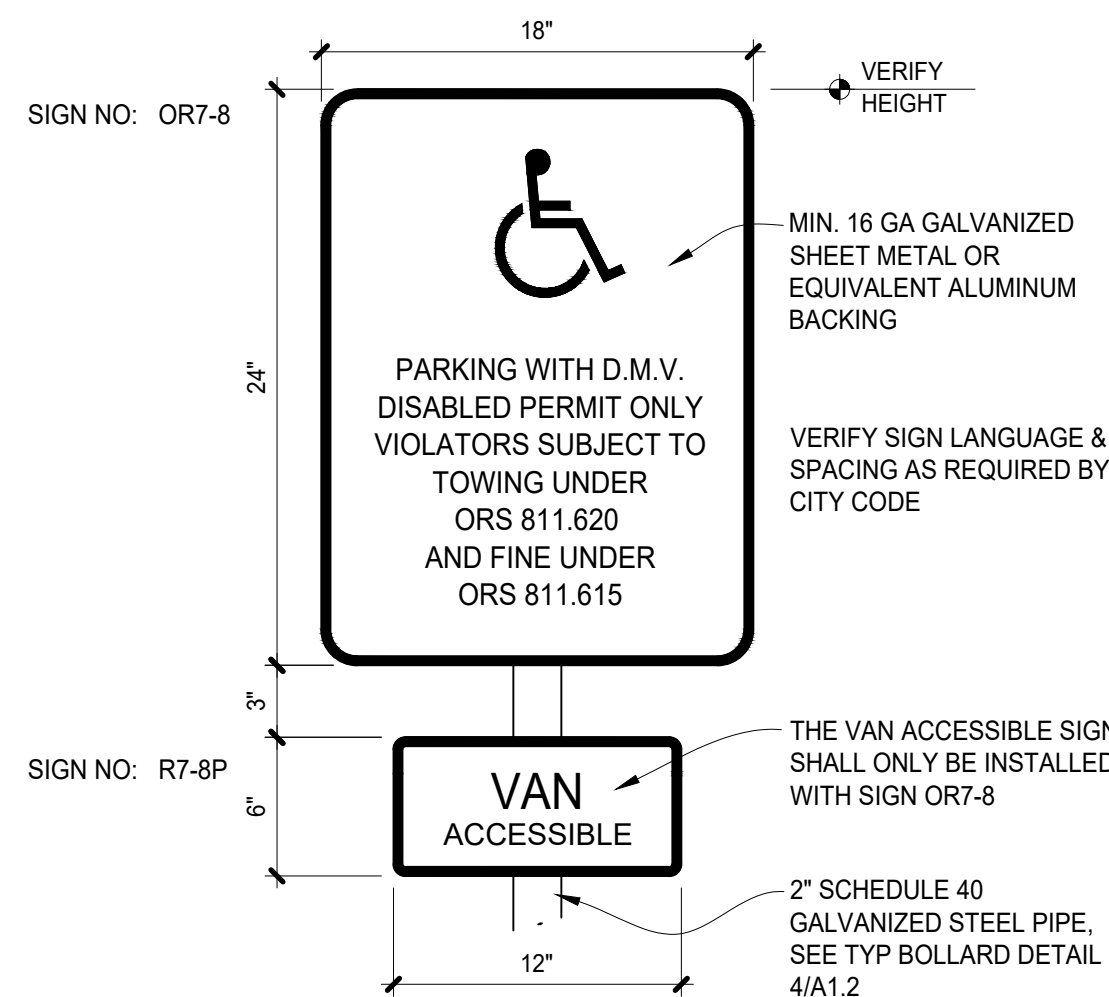 18"
VERIFY
HEIGHT
SIGN NO: OR7-8
MIN. 16 GA GALVANIZED
SHEET METAL OR
EQUIVALENT ALUMINUM
BACKING
24"
PARKING WITH D.M.V.
DISABLED PERMIT ONLY
VIOLATORS SUBJECT TO
TOWING UNDER
ORS 811.620
AND FINE UNDER
ORS 811.615
VERIFY SIGN LANGUAGE &
SPACING AS REQUIRED BY
CITY CODE
3"
SIGN NO: R7-8P
6"
VAN
ACCESSIBLE
THE VAN ACCESSIBLE SIGN
SHALL ONLY BE INSTALLED
WITH SIGN OR7-8
2" SCHEDULE 40
GALVANIZED STEEL PIPE,
SEE TYP BOLLARD DETAIL
4/A1.2
12"